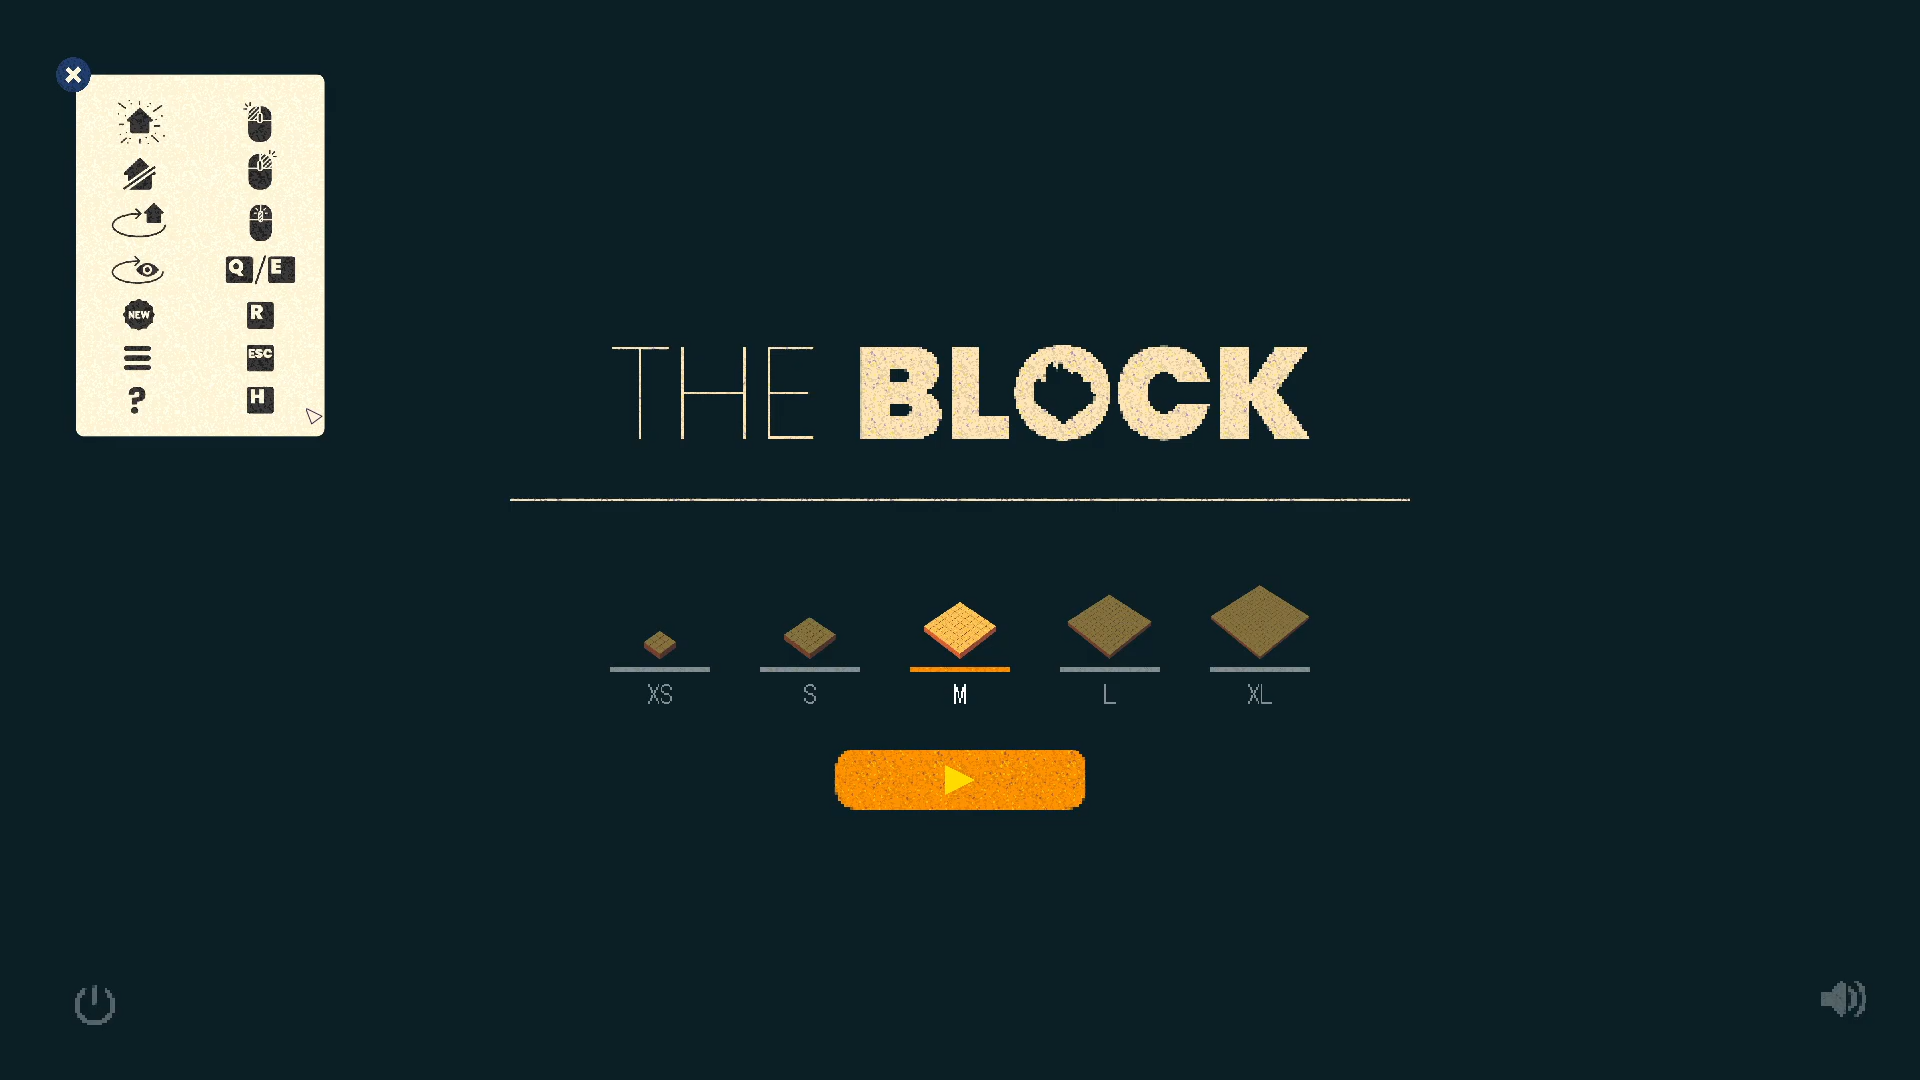 Q/E
NEW R
ESC
? H
THE BLOCK
XS S M L XL